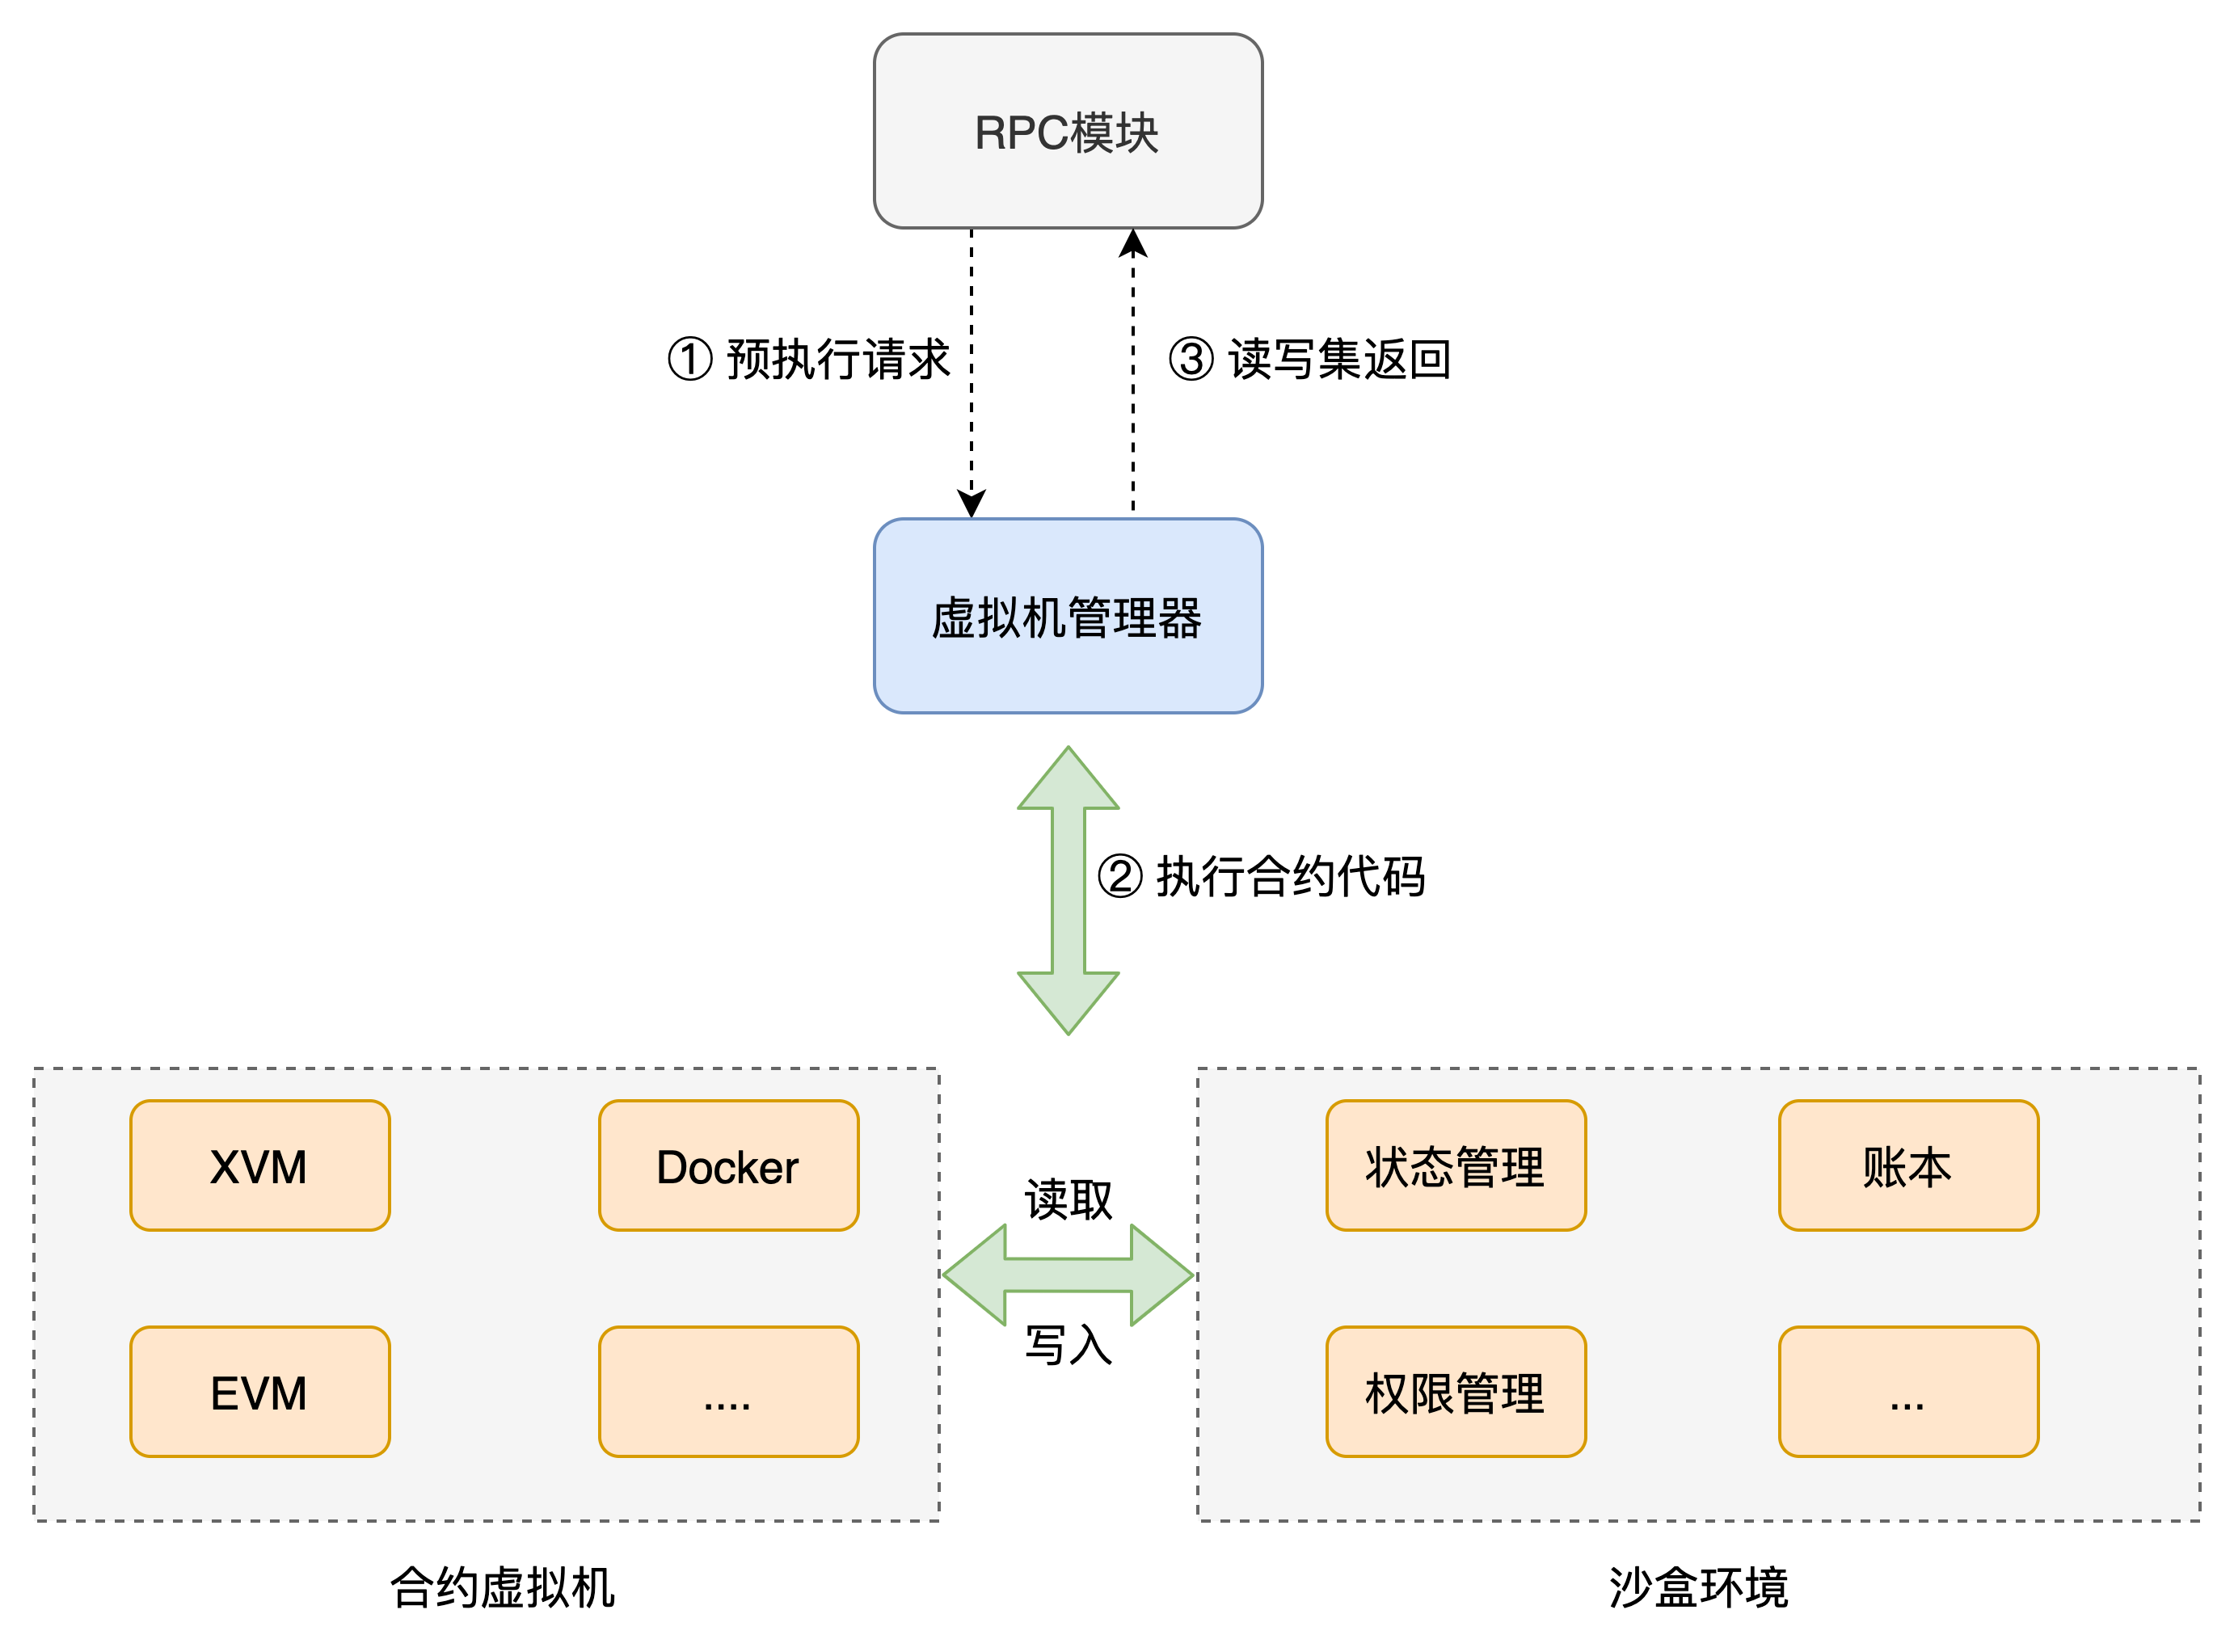 RPC模块
① 预执行请求
③ 读写集返回
虚拟机管理器
② 执行合约代码
XVM
Docker
读取
状态管理
账本
EVM
....
写入
权限管理
...
合约虚拟机
沙盒环境